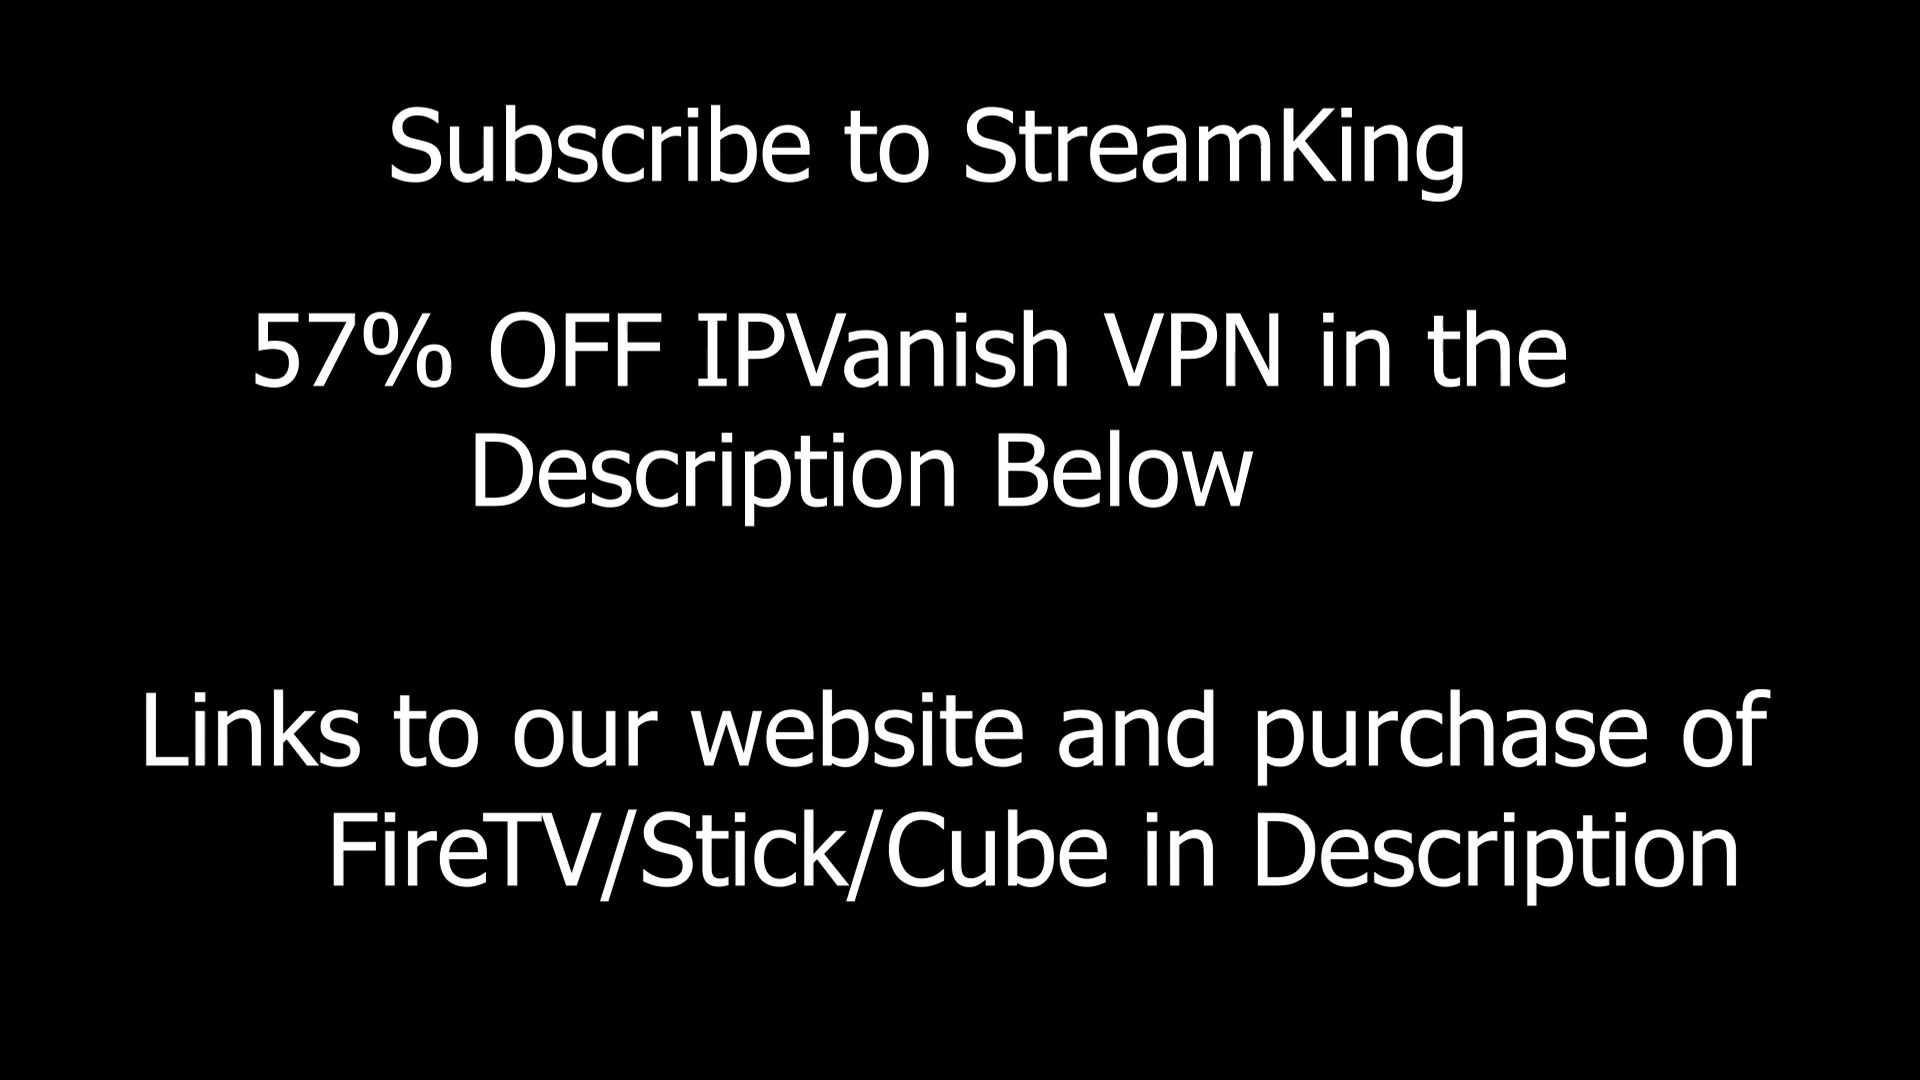 Subscribe to StreamKing
57% OFF IPVanish VPN in the
Description Below
Links to our website and purchase of
FireTV/Stick/Cube in Description